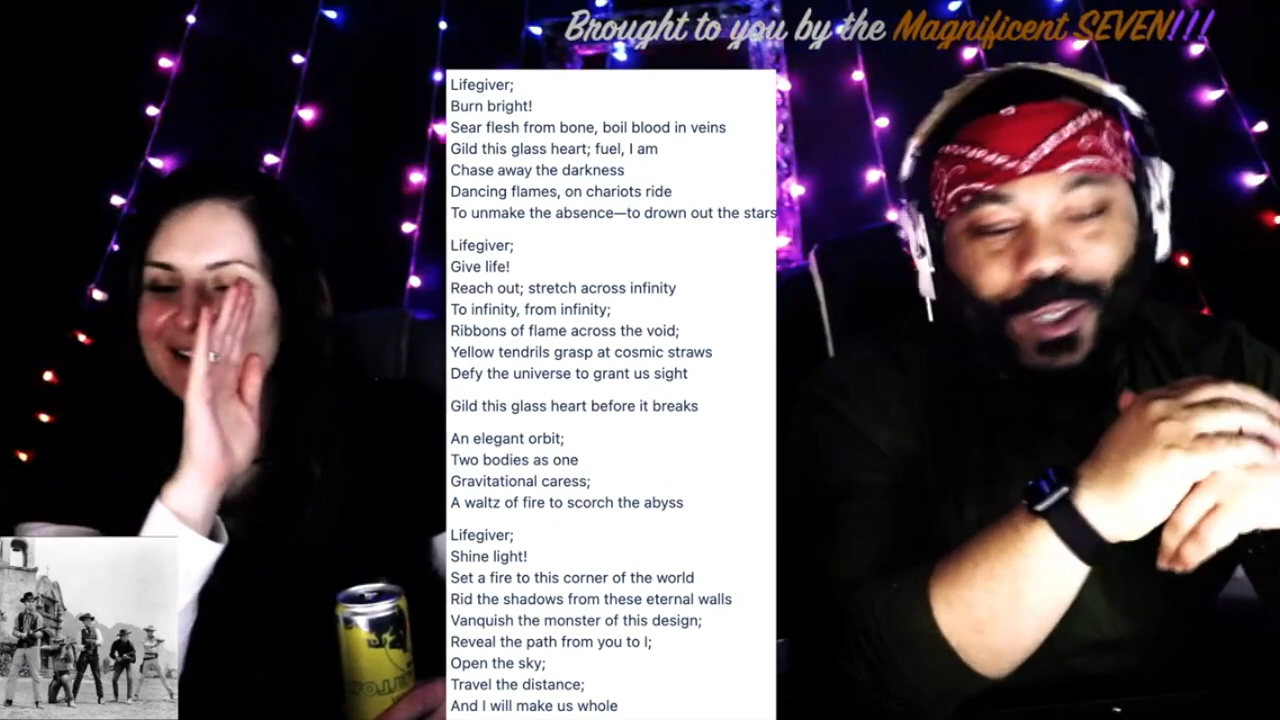 Brought to you by the Magnificent SEVEN!!!
Lifegiver;
Burn bright!
Sear flesh from bone, boil blood in veins
Gild this glass heart; fuel, I am
Chase away the darkness
Dancing flames, on chariots ride
To unmake the absence—to drown out the stars
Lifegiver;
Give life!
Reach out; stretch across infinity
To infinity, from infinity;
Ribbons of flame across the void;
Yellow tendrils grasp at cosmic straws
Defy the universe to grant us sight
Gild this glass heart before it breaks
An elegant orbit;
Two bodies as one
Gravitational caress;
A waltz of fire to scorch the abyss
Lifegiver;
Shine light!
Set a fire to this corner of the world
Rid the shadows from these eternal walls
Vanquish the monster of this design;
Reveal the path from you to I;
Open the sky;
Travel the distance;
And I will make us whole